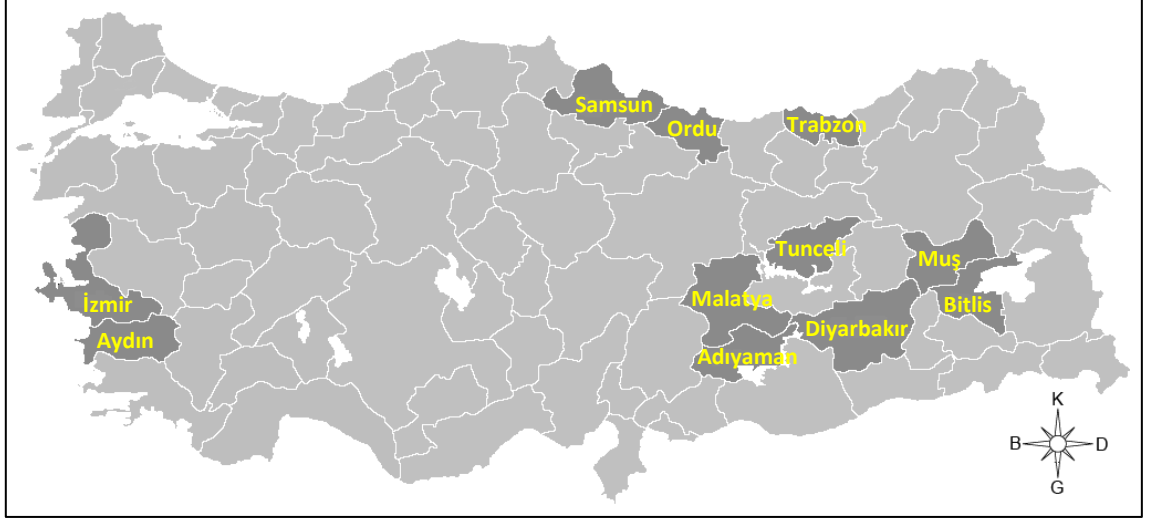 Samsun
Ordu
Trabzon
Tunceli
Muş
İzmir
Malatya
Bitlis
Aydın
Diyarbakır
Adıyaman
K
B
D
G